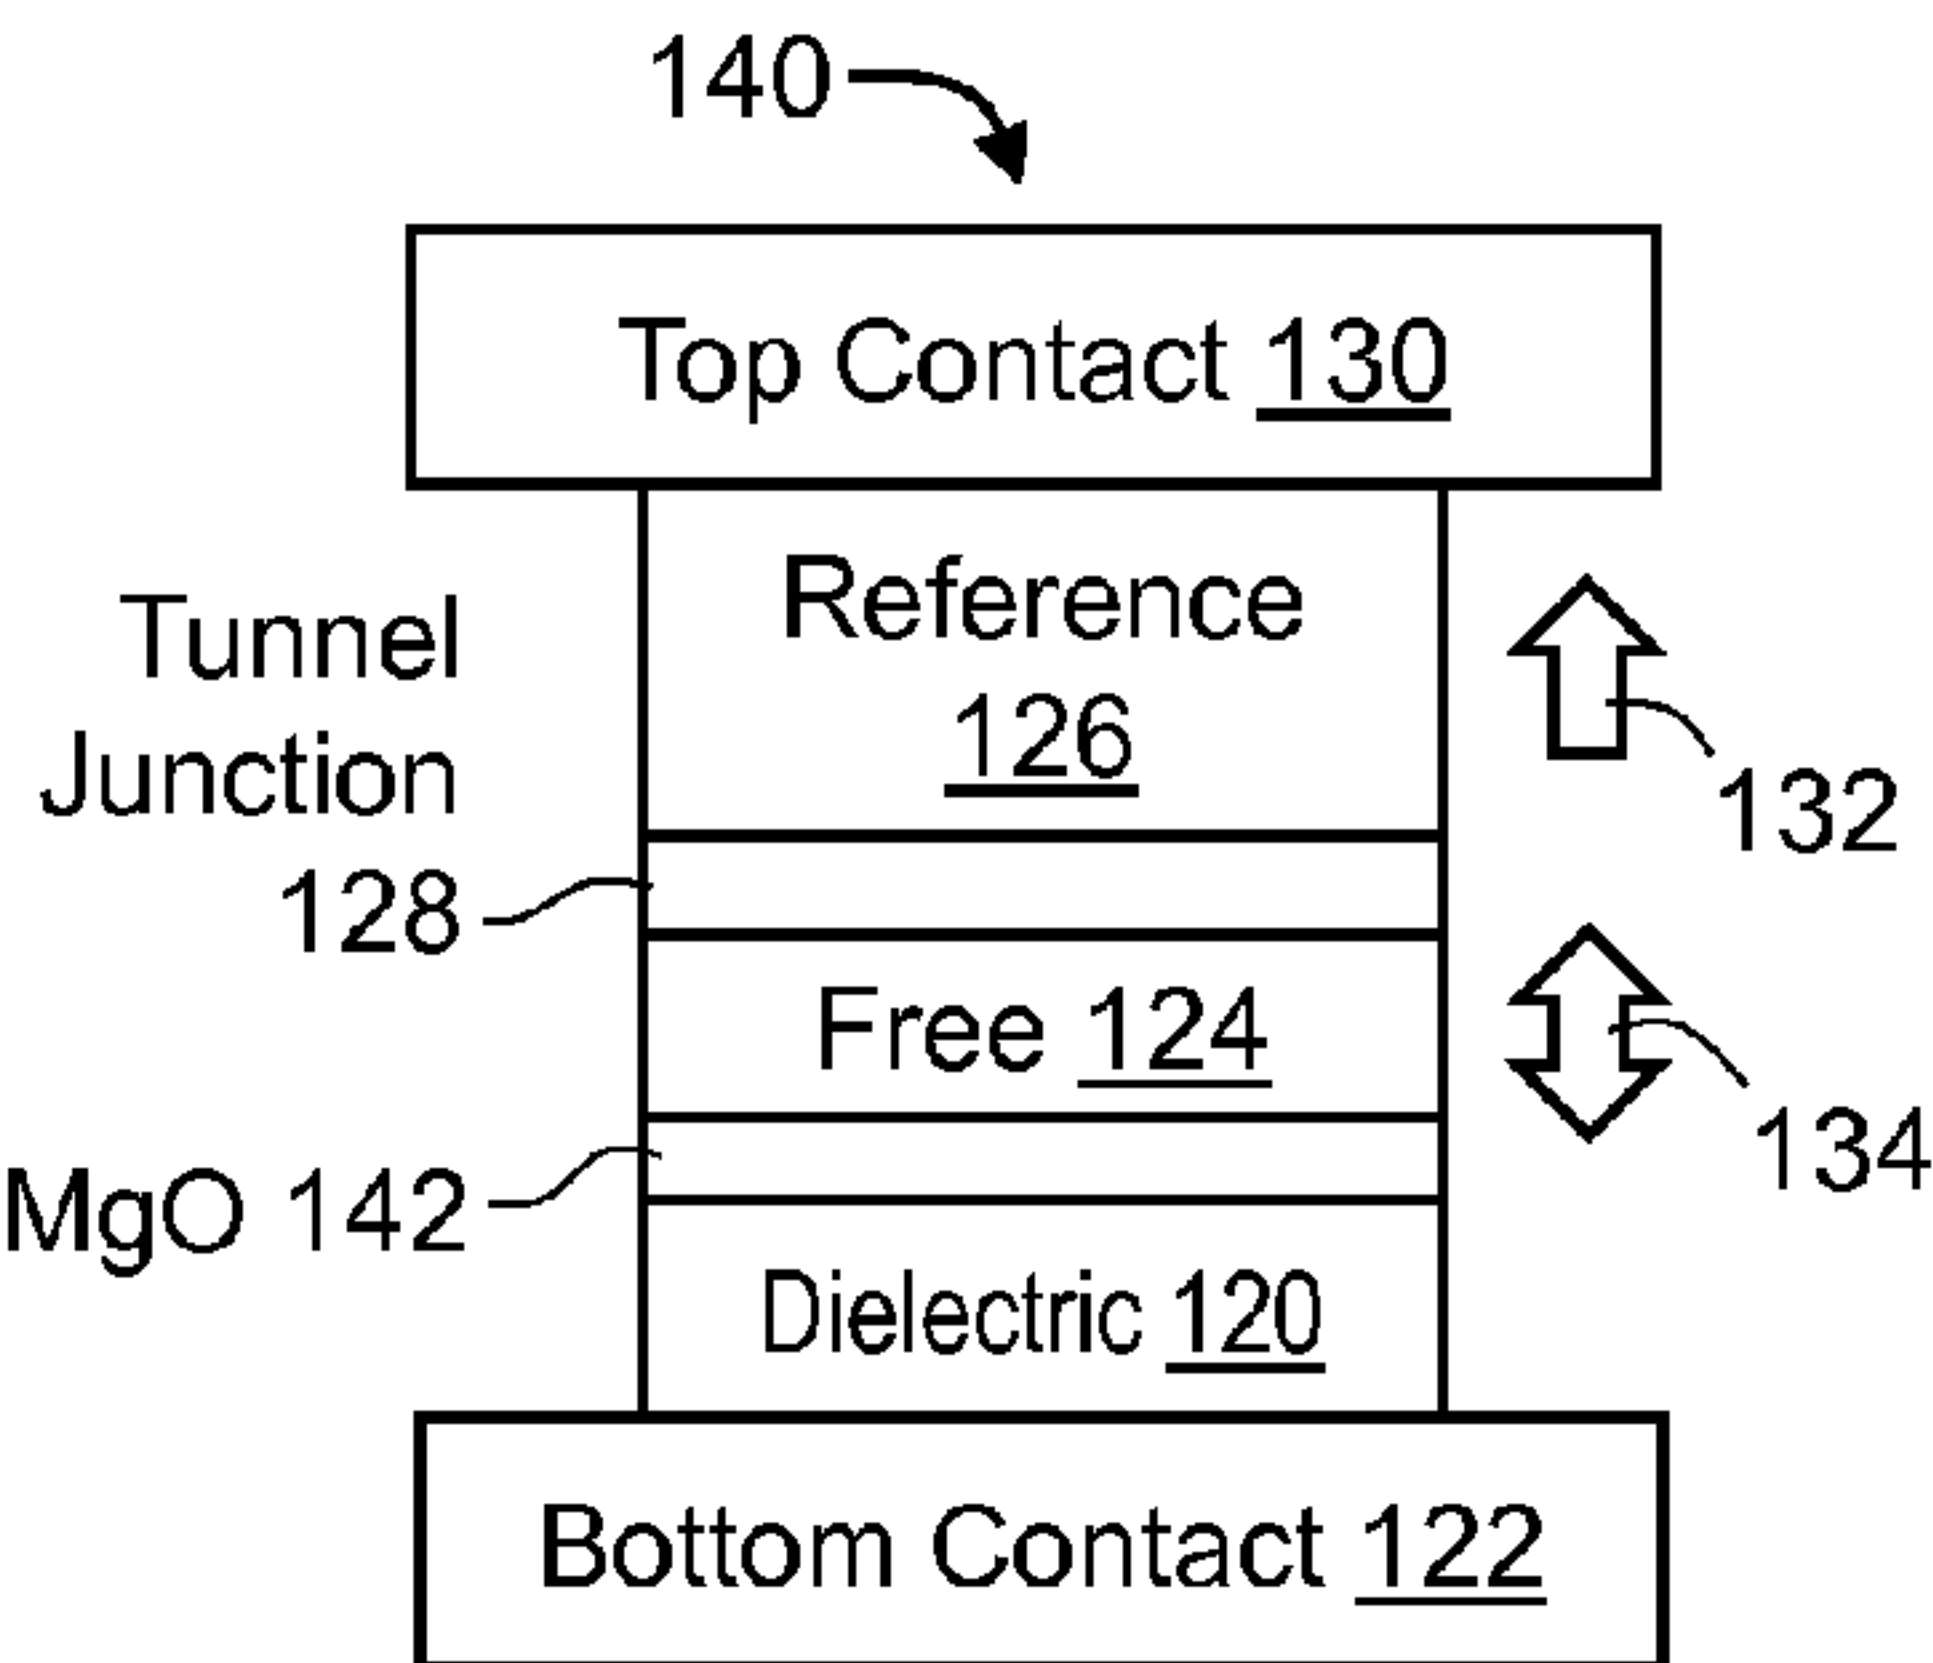 140
Top Contact 130
Reference
126
132
Tunnel
Junction
128
Free 124
134
MgO 142
Dielectric 120
Bottom Contact 122